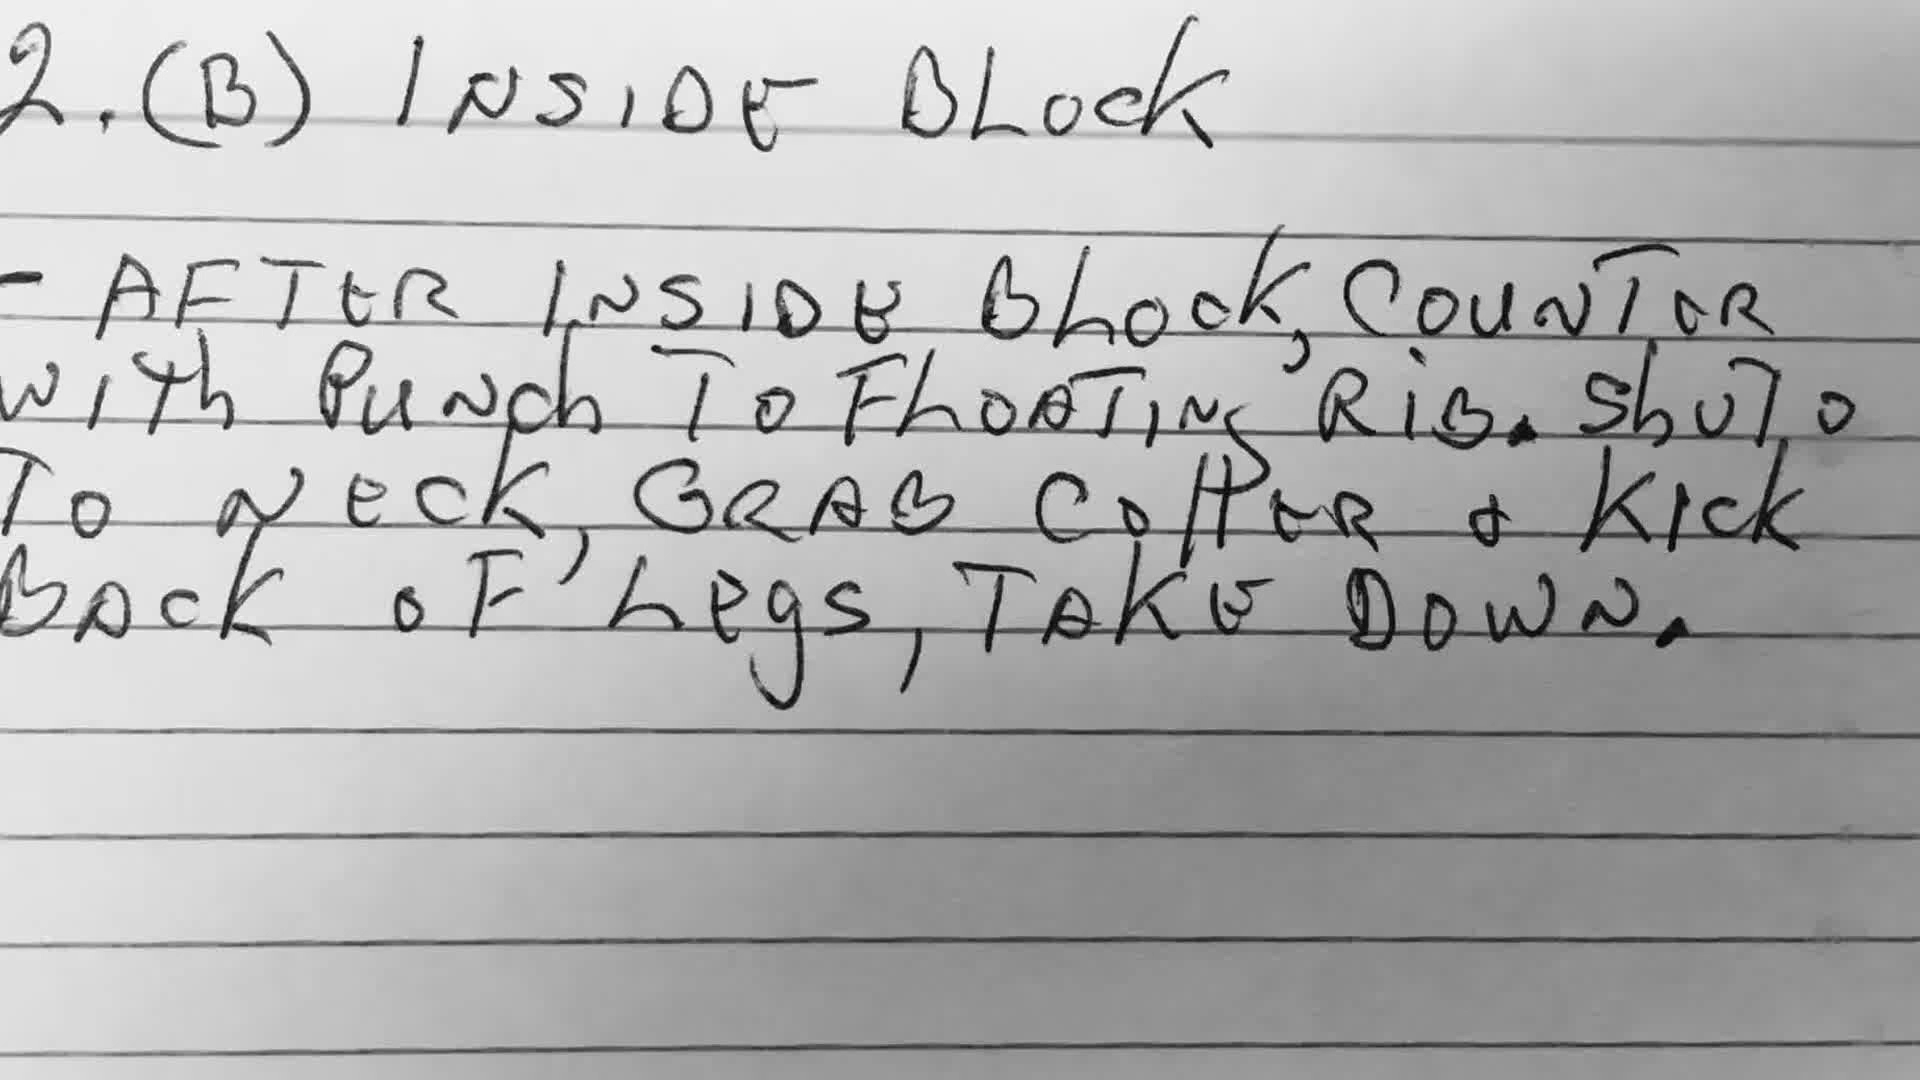 2. (B) INSIDE BLOCK
- AFTER INSIDE BLOCK, COUNTER
WITH PUNCH TO FLOATING RIB. SHUTO
TO NECK, GRAB & KICK
BACK OF LEGS, TAKE DOWN.